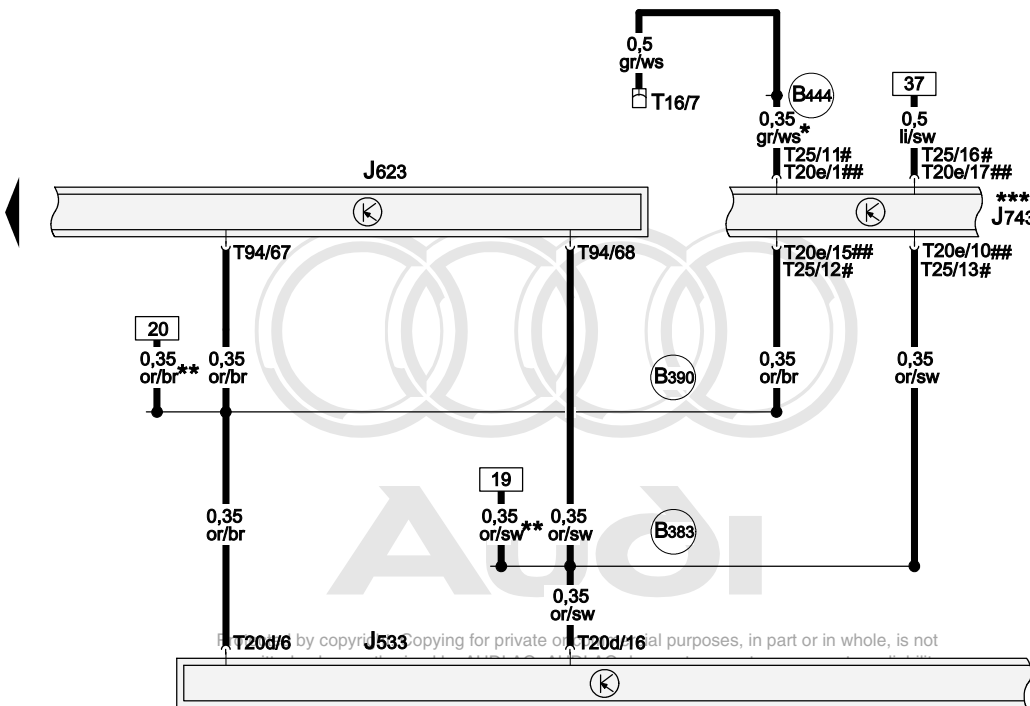 0,5
gr/ws
T16/7
B444
37
0,35
gr/ws*
0,5
li/sw
T25/11#
T20e/1##
T25/16#
T20e/17##
J623
***
J743
T94/67
T94/68
T20e/15##
T25/12#
T20e/10##
T25/13#
20
0,35
or/br**
0,35
or/br
B390
0,35
or/br
0,35
or/sw
19
0,35
or/br
0,35
or/sw**
0,35
or/sw
B383
Audi
0,35
or/sw
by copyright. Copying for private or commercial purposes, in part or in whole, is not
T20d/6
J533
T20d/16